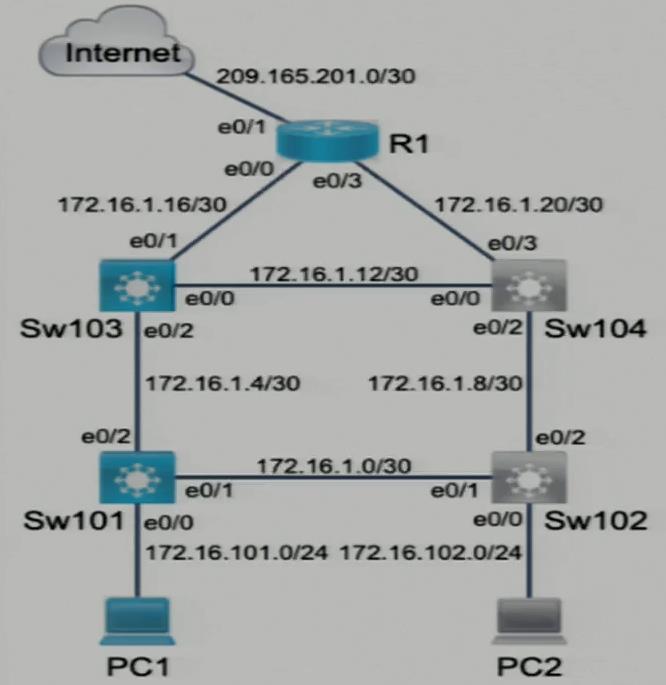 Internet
209.165.201.0/30
e0/1
R1
e0/0
e0/3
172.16.1.16/30
172.16.1.20/30
e0/1
e0/3
172.16.1.12/30
e0/0
e0/0
Sw103
e0/2
e0/2
Sw104
172.16.1.4/30
172.16.1.8/30
e0/2
e0/2
172.16.1.0/30
e0/1
e0/1
Sw101
e0/0
e0/0
Sw102
172.16.101.0/24
172.16.102.0/24
PC1
PC2